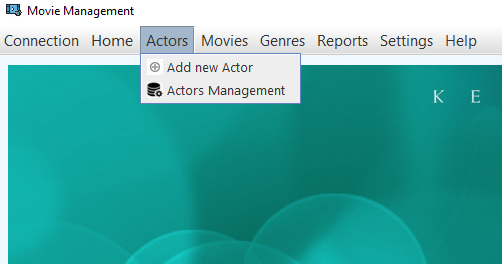 Movie Management
Connection Home Actors Movies Genres Reports Settings Help
Add new Actor
Actors Management
K E